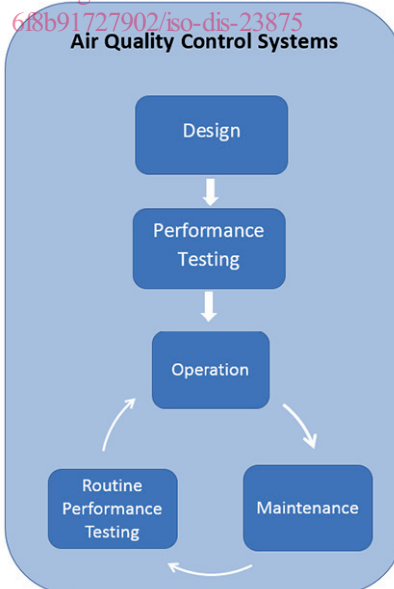 6f8b91727902/iso-dis-23875
Air Quality Control Systems
Design
Performance
Testing
Operation
Routine
Performance
Testing
Maintenance